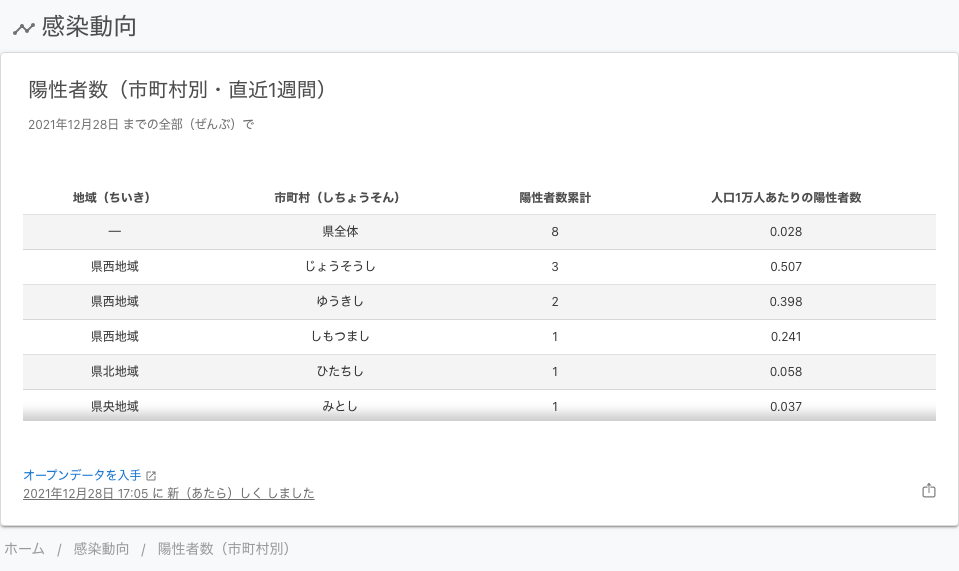 感染動向
陽性者数（市町村別・直近1週間）
2021年12月28日 までの全部（ぜんぶ）で
地域（ちいき） 市町村（しちょうそん） 陽性者数累計 人口1万人あたりの陽性者数
— 県全体 8 0.028
県西地域 じょうそうし 3 0.507
県西地域 ゆうきし 2 0.398
県西地域 しもつまし 1 0.241
県北地域 ひたちし 1 0.058
県央地域 みとし 1 0.037
オープンデータを入手
2021年12月28日 17:05 に 新（あたら）しく しました
ホーム / 感染動向 / 陽性者数（市町村別）